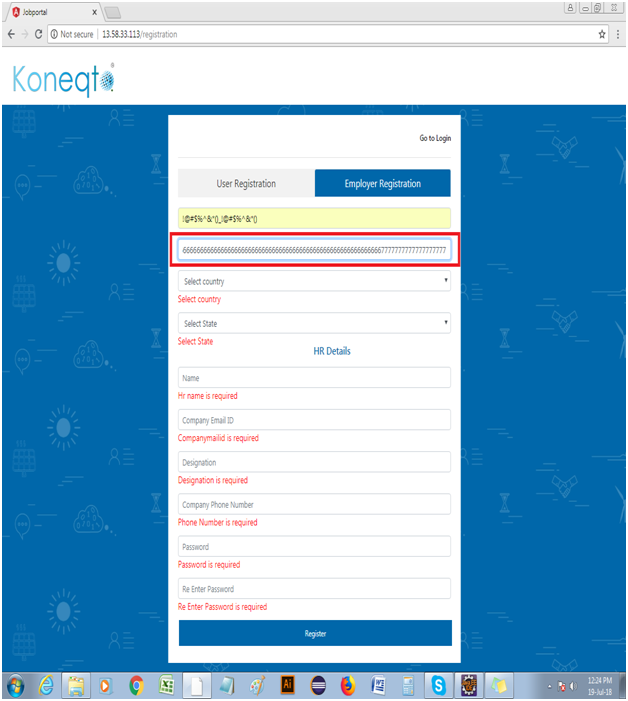 Jobportal
Not secure | 13.58.33.113/registration
Koneqto
Go to Login
User Registration
Employer Registration
!@#$%^&*()_!@#$%^&*()
Select country
Select country
Select State
Select State
HR Details
Name
Hr name is required
Company Email ID
Companymailid is required
Designation
Designation is required
Company Phone Number
Phone Number is required
Password
Password is required
Re Enter Password
Re Enter Password is required
Register
12:24 PM
19-Jul-18